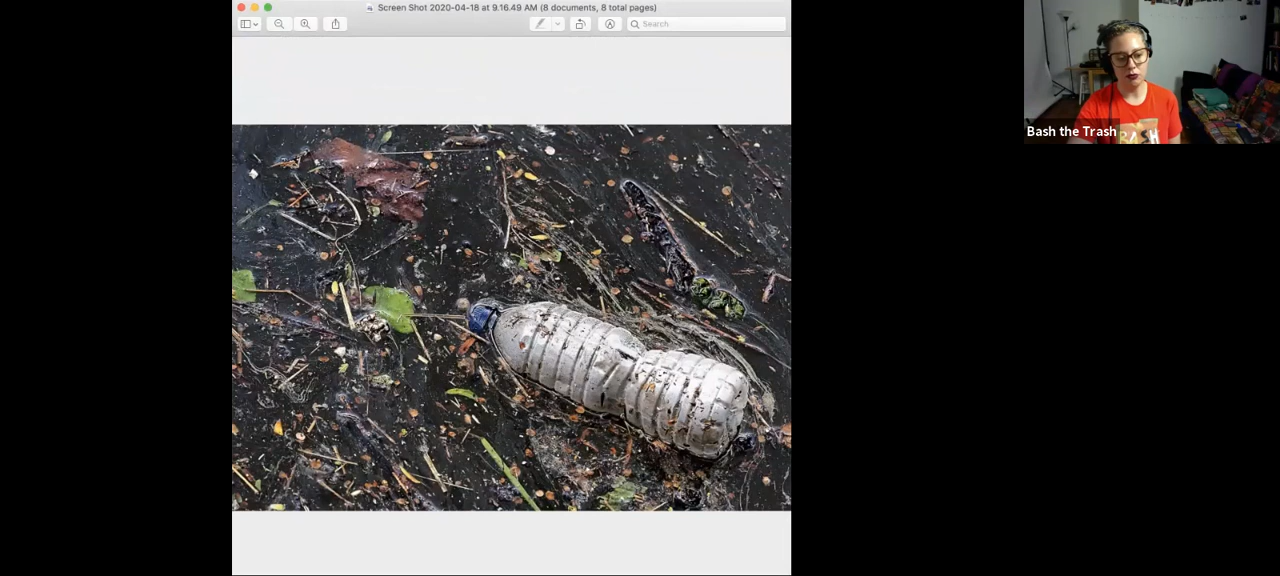 Screen Shot 2020-04-18 at 9.16.49 AM (8 documents, 8 total pages)
Search
Bash the Trash
BASH